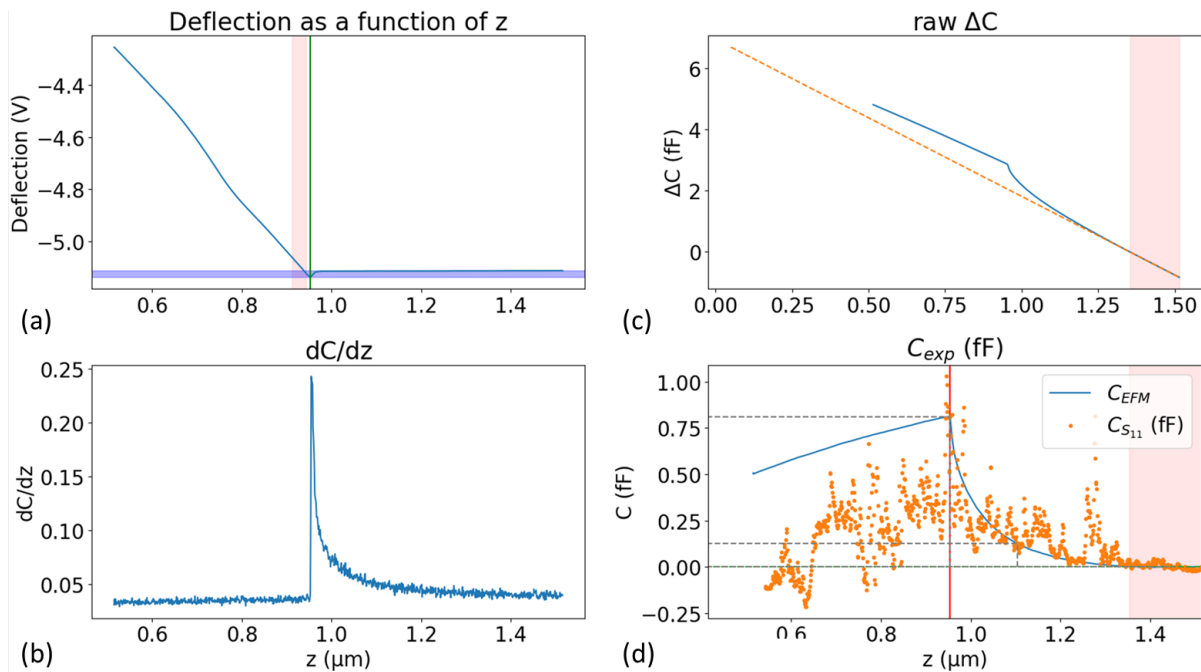 Deflection as a function of z
Deflection (V)
−4.4
−4.6
−4.8
−5.0
0.6 0.8 1.0 1.2 1.4
z (μm)
(a)
raw ΔC
ΔC (fF)
6
4
2
0
0.00 0.25 0.50 0.75 1.00 1.25 1.50
z (μm)
(c)
dC/dz
dC/dz
0.25
0.20
0.15
0.10
0.05
0.6 0.8 1.0 1.2 1.4
z (μm)
(b)
C_exp (fF)
C (fF)
1.00
0.75
0.50
0.25
0.00
−0.25
C_EFM
C_S₁₁ (fF)
0.6 0.8 1.0 1.2 1.4
z (μm)
(d)